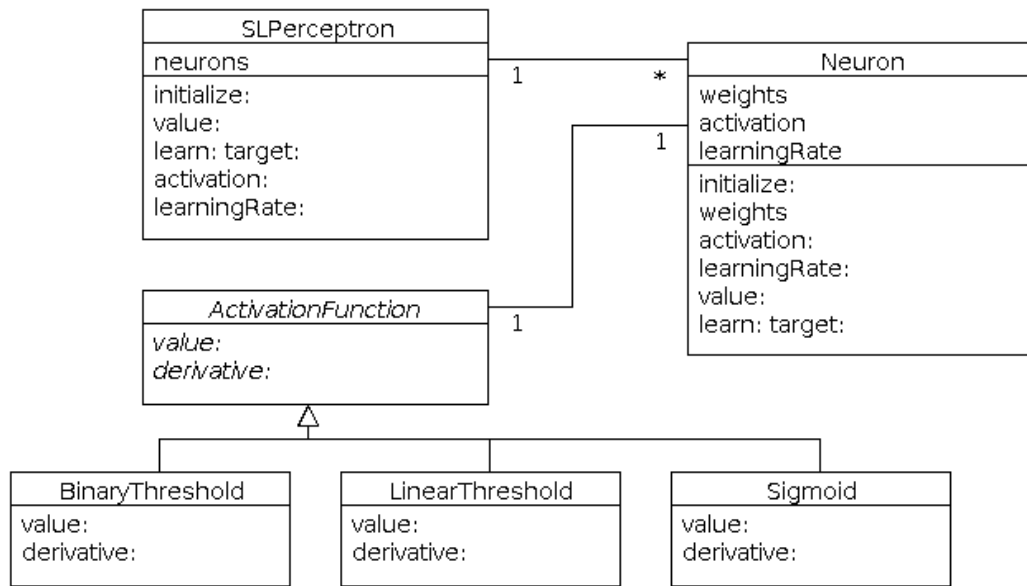 SLPerceptron
neurons
initialize:
value:
learn: target:
activation:
learningRate:
1
*
Neuron
weights
activation
learningRate
initialize:
weights
activation:
learningRate:
value:
learn: target:
1
1
ActivationFunction
value:
derivative:
BinaryThreshold
value:
derivative:
LinearThreshold
value:
derivative:
Sigmoid
value:
derivative: